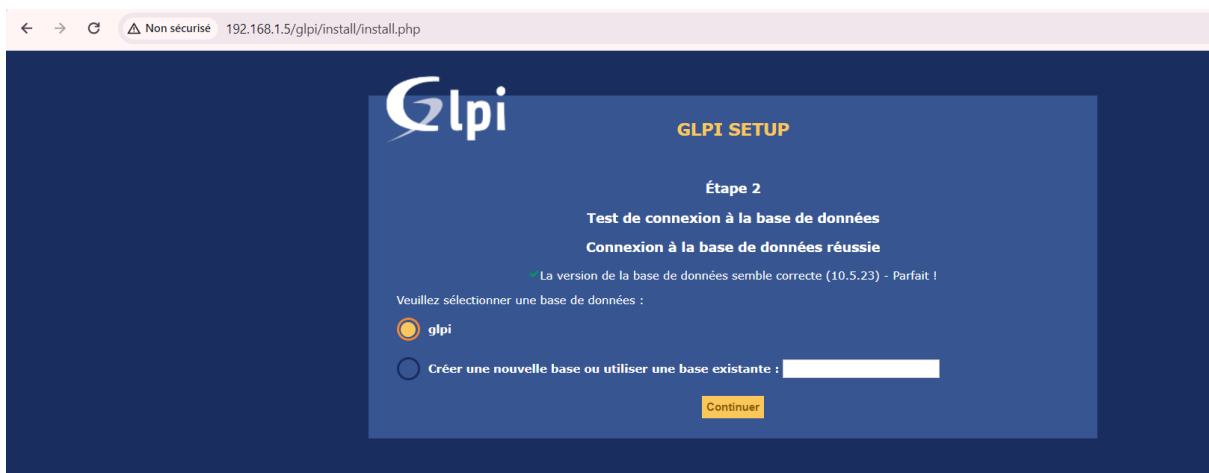 Non sécurisé 192.168.1.5/glpi/install/install.php
Glpi
GLPI SETUP
Étape 2
Test de connexion à la base de données
Connexion à la base de données réussie
La version de la base de données semble correcte (10.5.23) - Parfait !
Veuillez sélectionner une base de données :
glpi
Créer une nouvelle base ou utiliser une base existante :
Continuer